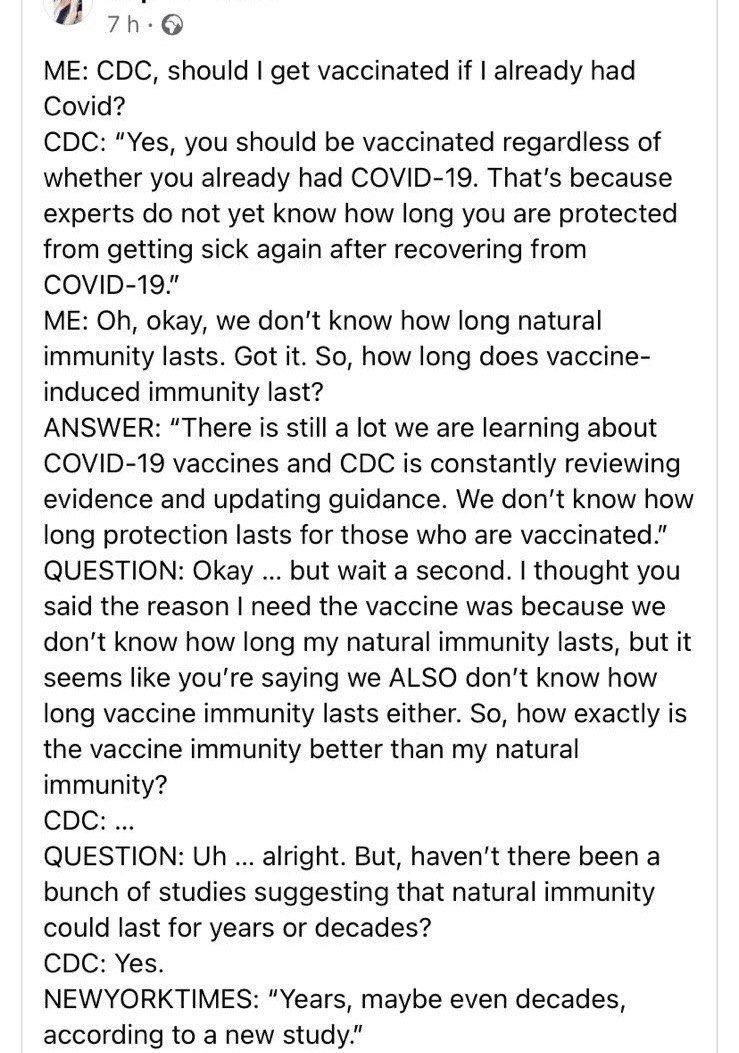 7 h ·
ME: CDC, should I get vaccinated if I already had
Covid?
CDC: “Yes, you should be vaccinated regardless of
whether you already had COVID-19. That’s because
experts do not yet know how long you are protected
from getting sick again after recovering from
COVID-19.”
ME: Oh, okay, we don’t know how long natural
immunity lasts. Got it. So, how long does vaccine-
induced immunity last?
ANSWER: “There is still a lot we are learning about
COVID-19 vaccines and CDC is constantly reviewing
evidence and updating guidance. We don’t know how
long protection lasts for those who are vaccinated.”
QUESTION: Okay ... but wait a second. I thought you
said the reason I need the vaccine was because we
don’t know how long my natural immunity lasts, but it
seems like you’re saying we ALSO don’t know how
long vaccine immunity lasts either. So, how exactly is
the vaccine immunity better than my natural
immunity?
CDC: ...
QUESTION: Uh ... alright. But, haven’t there been a
bunch of studies suggesting that natural immunity
could last for years or decades?
CDC: Yes.
NEWYORKTIMES: “Years, maybe even decades,
according to a new study.”